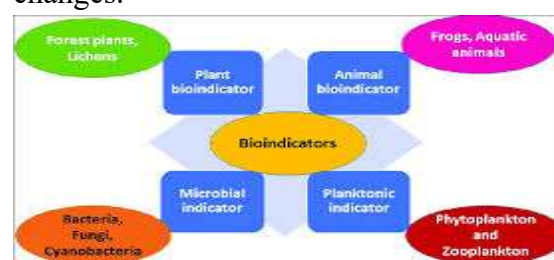 changes.
Forest plants,
Lichens
Frogs, Aquatic
animals
Plant
bioindicator
Animal
bioindicator
Bioindicators
Microbial
indicator
Planktonic
indicator
Bacteria,
Fungi,
Cyanobacteria
Phytoplankton
and
Zooplankton